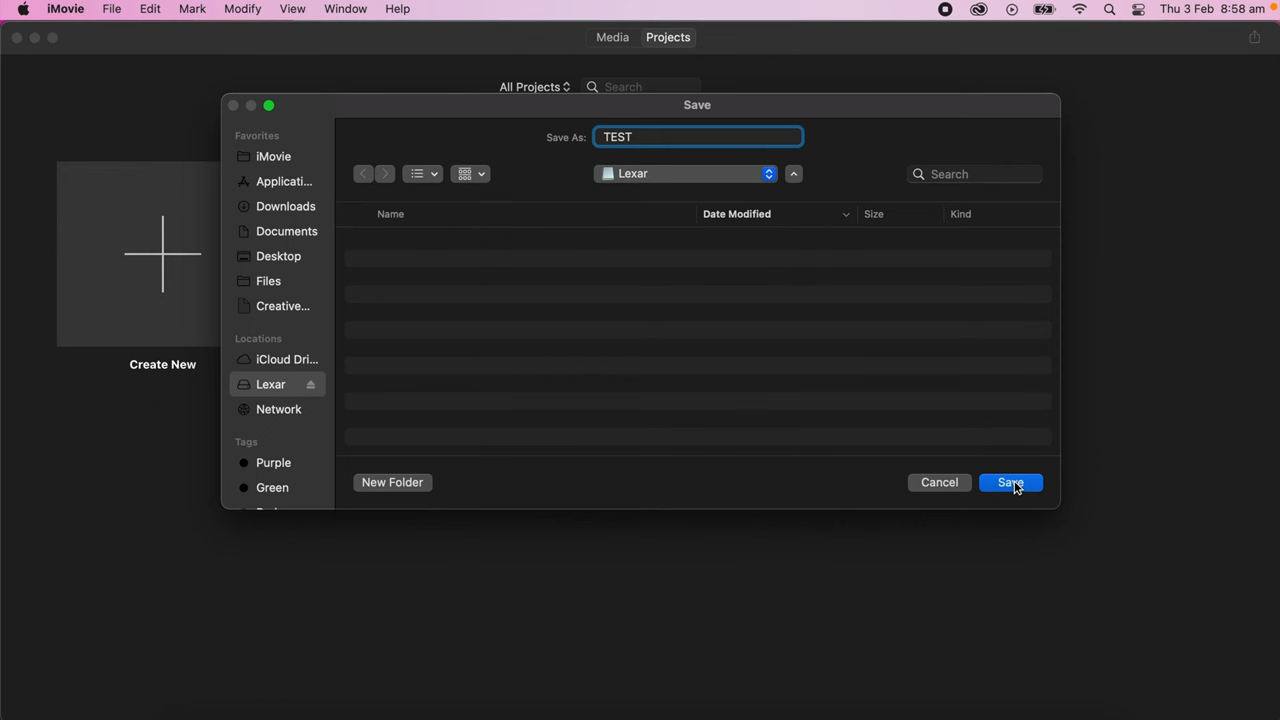 iMovie File Edit Mark Modify View Window Help Thu 3 Feb 8:58 am
Media Projects
All Projects Search
Save
Save As: TEST
Favorites
iMovie
Applicati...
Downloads
Documents
Desktop
Files
Creative...
Locations
iCloud Dri...
Lexar
Network
Tags
Purple
Green
Lexar
Search
Name Date Modified Size Kind
New Folder Cancel Save
Create New